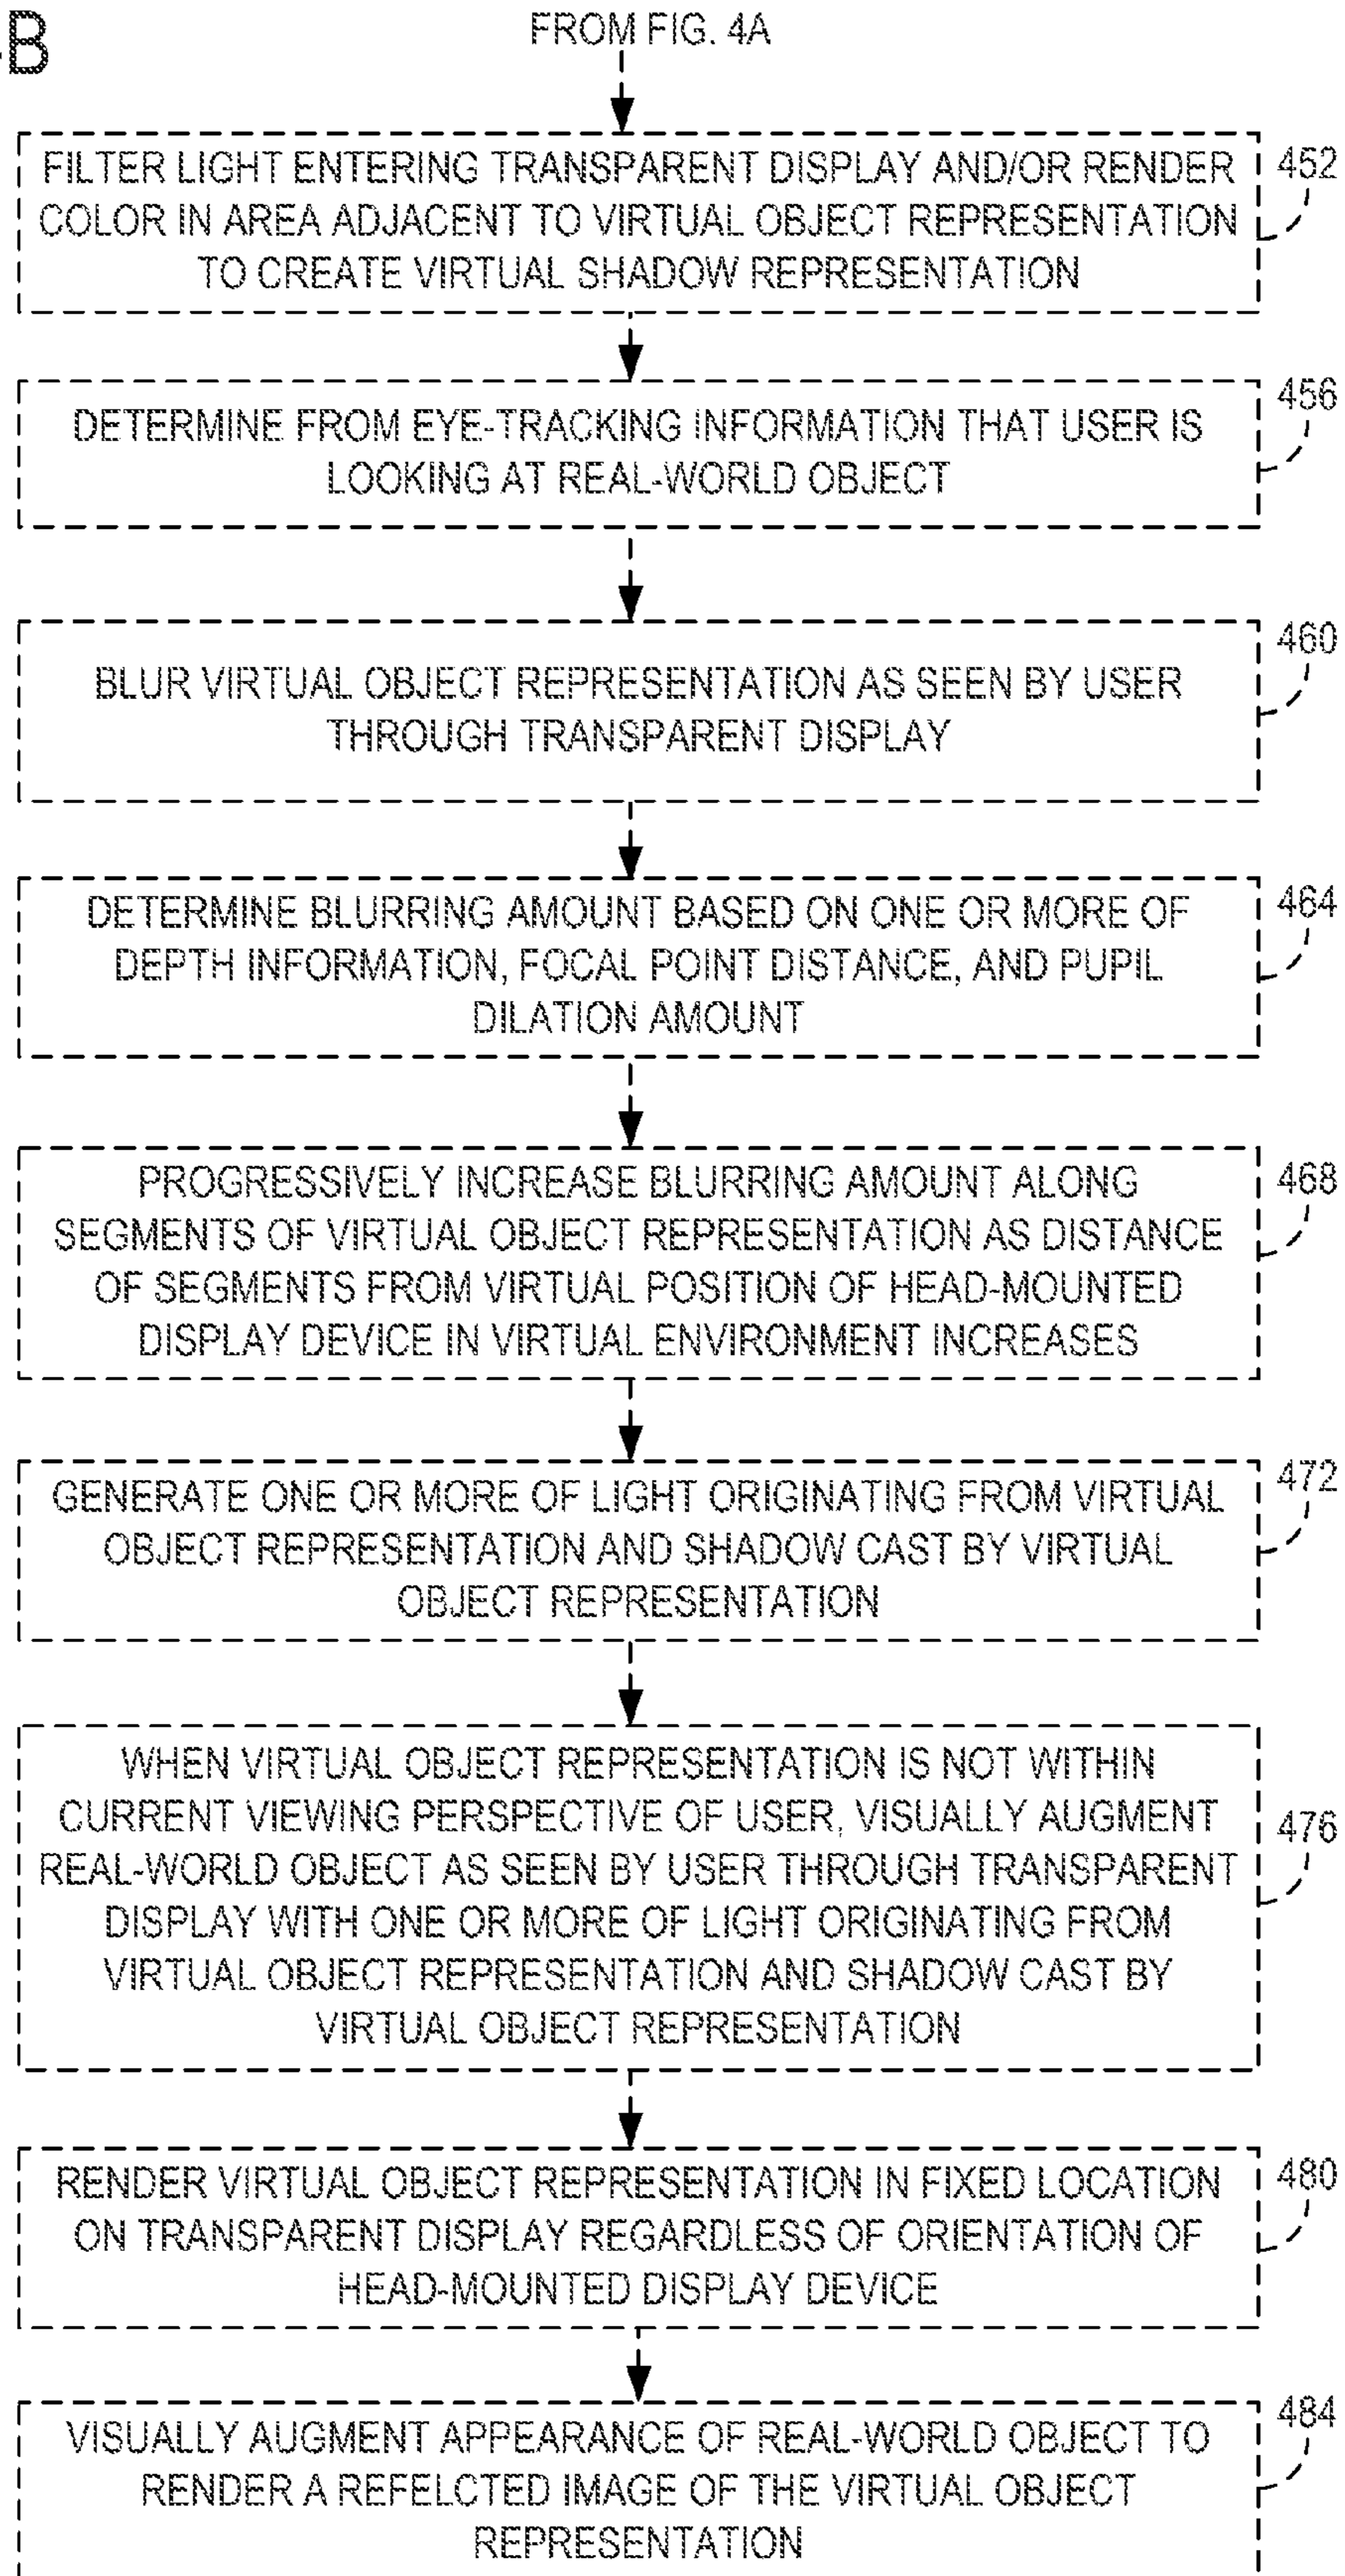 B
FROM FIG. 4A
FILTER LIGHT ENTERING TRANSPARENT DISPLAY AND/OR RENDER
COLOR IN AREA ADJACENT TO VIRTUAL OBJECT REPRESENTATION
TO CREATE VIRTUAL SHADOW REPRESENTATION
452
DETERMINE FROM EYE-TRACKING INFORMATION THAT USER IS
LOOKING AT REAL-WORLD OBJECT
456
BLUR VIRTUAL OBJECT REPRESENTATION AS SEEN BY USER
THROUGH TRANSPARENT DISPLAY
460
DETERMINE BLURRING AMOUNT BASED ON ONE OR MORE OF
DEPTH INFORMATION, FOCAL POINT DISTANCE, AND PUPIL
DILATION AMOUNT
464
PROGRESSIVELY INCREASE BLURRING AMOUNT ALONG
SEGMENTS OF VIRTUAL OBJECT REPRESENTATION AS DISTANCE
OF SEGMENTS FROM VIRTUAL POSITION OF HEAD-MOUNTED
DISPLAY DEVICE IN VIRTUAL ENVIRONMENT INCREASES
468
GENERATE ONE OR MORE OF LIGHT ORIGINATING FROM VIRTUAL
OBJECT REPRESENTATION AND SHADOW CAST BY VIRTUAL
OBJECT REPRESENTATION
472
WHEN VIRTUAL OBJECT REPRESENTATION IS NOT WITHIN
CURRENT VIEWING PERSPECTIVE OF USER, VISUALLY AUGMENT
REAL-WORLD OBJECT AS SEEN BY USER THROUGH TRANSPARENT
DISPLAY WITH ONE OR MORE OF LIGHT ORIGINATING FROM
VIRTUAL OBJECT REPRESENTATION AND SHADOW CAST BY
VIRTUAL OBJECT REPRESENTATION
476
RENDER VIRTUAL OBJECT REPRESENTATION IN FIXED LOCATION
ON TRANSPARENT DISPLAY REGARDLESS OF ORIENTATION OF
HEAD-MOUNTED DISPLAY DEVICE
480
VISUALLY AUGMENT APPEARANCE OF REAL-WORLD OBJECT TO
RENDER A REFELCTED IMAGE OF THE VIRTUAL OBJECT
REPRESENTATION
484